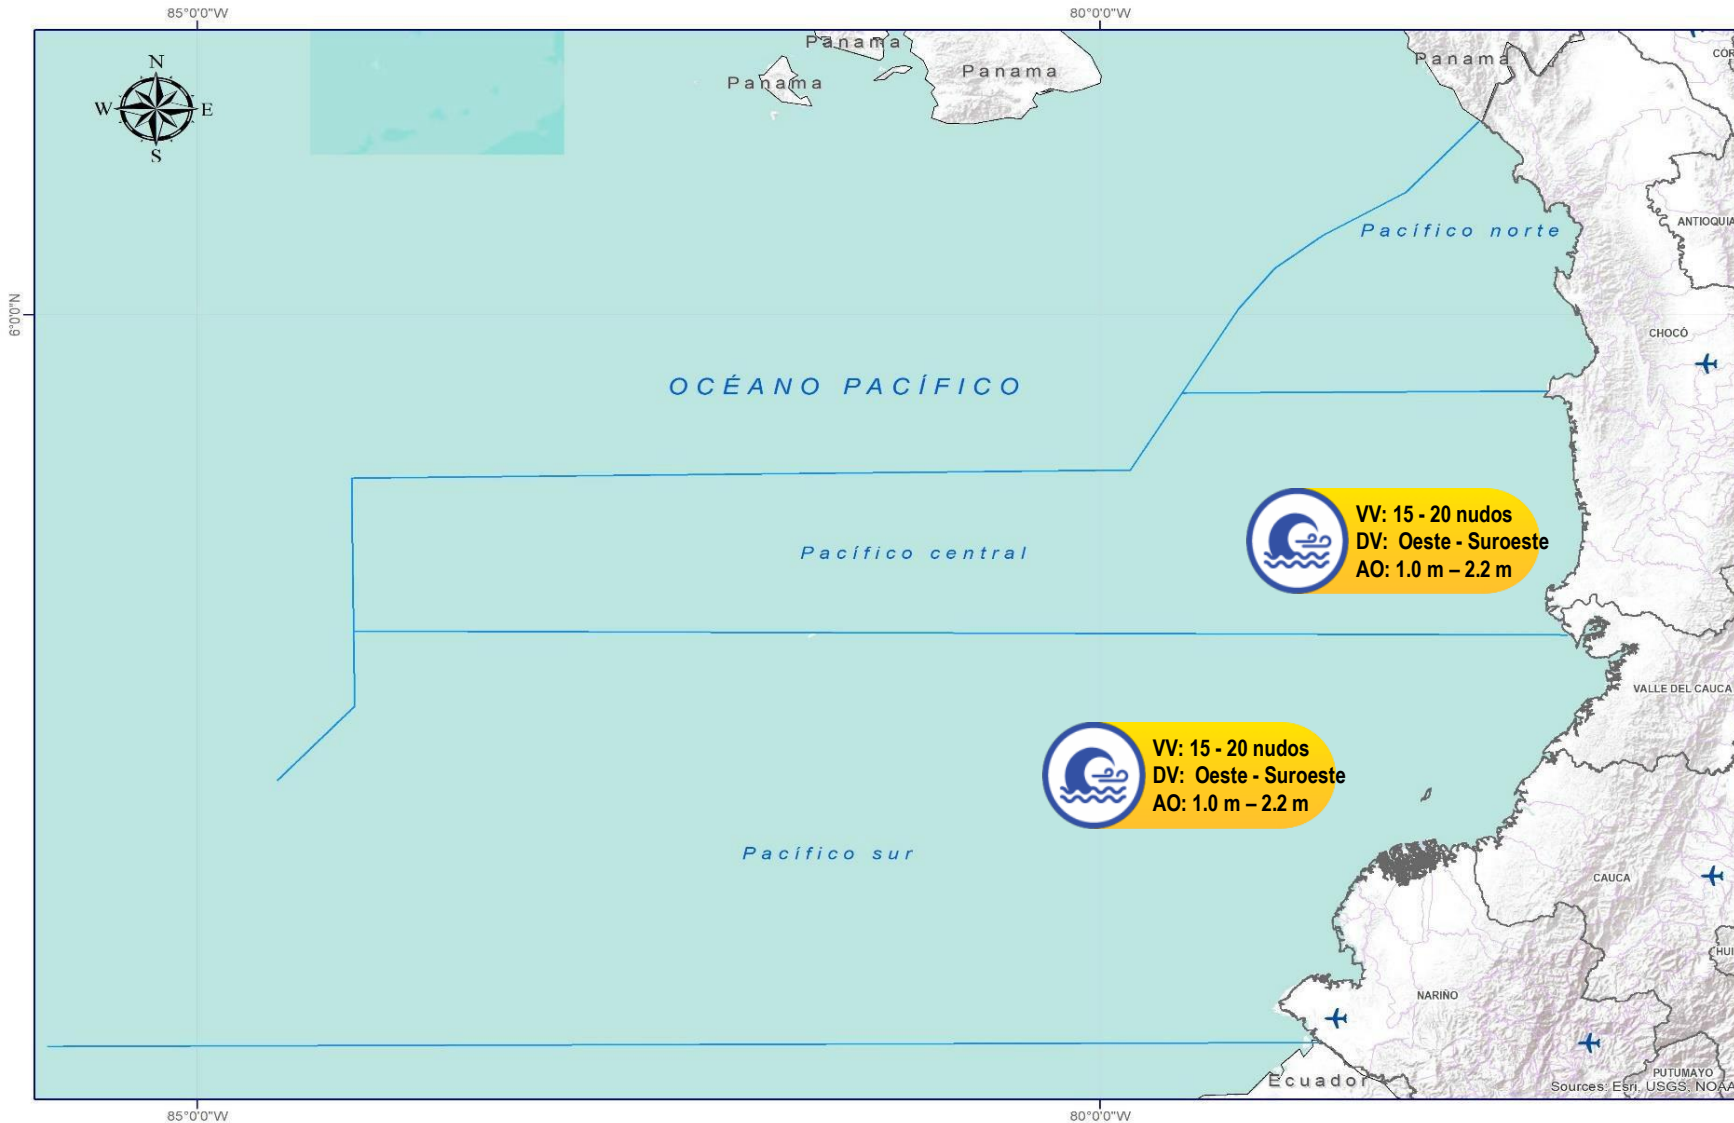 85°0'0"W
80°0'0"W
N
W
E
S
Panama
Panama
Panama
Panamá
CÓR
Pacífico norte
ANTIOQUIA
6°0'0"N
CHOCÓ
OCÉANO PACÍFICO
VV: 15 - 20 nudos
DV: Oeste - Suroeste
AO: 1.0 m – 2.2 m
Pacífico central
VALLE DEL CAUCA
VV: 15 - 20 nudos
DV: Oeste - Suroeste
AO: 1.0 m – 2.2 m
Pacífico sur
CAUCA
HUI
NARIÑO
PUTUMAYO
Ecuador
Sources: Esri, USGS, NOAA
85°0'0"W
80°0'0"W